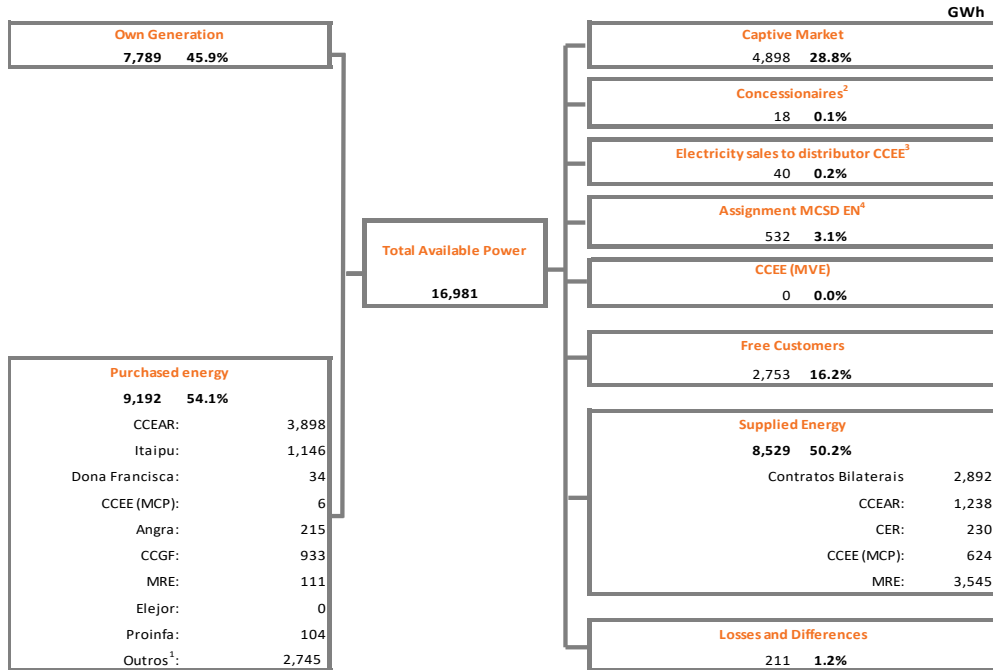 GWh
Own Generation
7,789 45.9%
Purchased energy
9,192 54.1%
CCEAR: 3,898
Itaipu: 1,146
Dona Francisca: 34
CCEE (MCP): 6
Angra: 215
CCGF: 933
MRE: 111
Elejor: 0
Proinfa: 104
Outros¹: 2,745
Total Available Power
16,981
Captive Market
4,898 28.8%
Concessionaires²
18 0.1%
Electricity sales to distributor CCEE³
40 0.2%
Assignment MCSD EN⁴
532 3.1%
CCEE (MVE)
0 0.0%
Free Customers
2,753 16.2%
Supplied Energy
8,529 50.2%
Contratos Bilaterais 2,892
CCEAR: 1,238
CER: 230
CCEE (MCP): 624
MRE: 3,545
Losses and Differences
211 1.2%